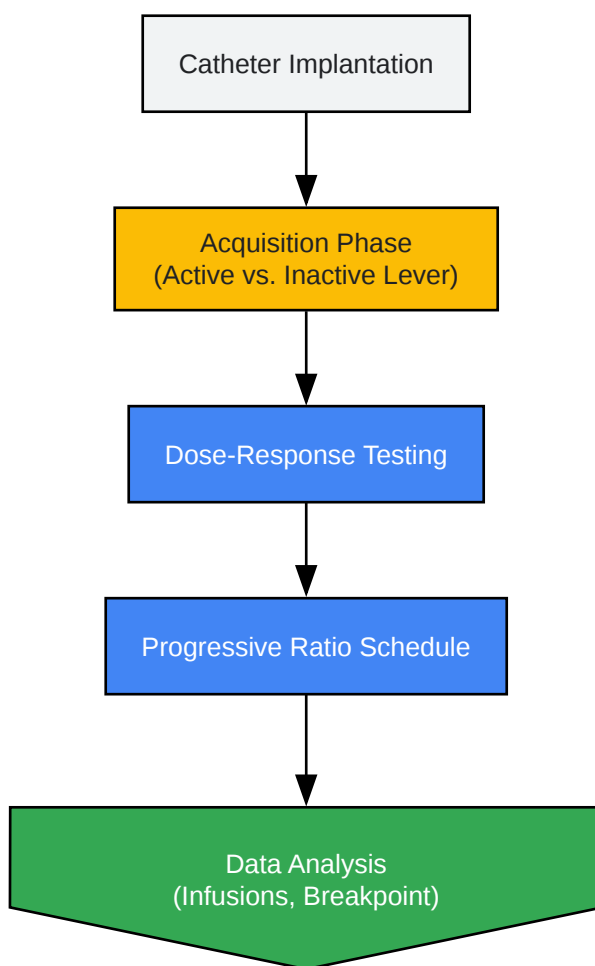 Catheter Implantation
Acquisition Phase
(Active vs. Inactive Lever)
Dose-Response Testing
Progressive Ratio Schedule
Data Analysis
(Infusions, Breakpoint)